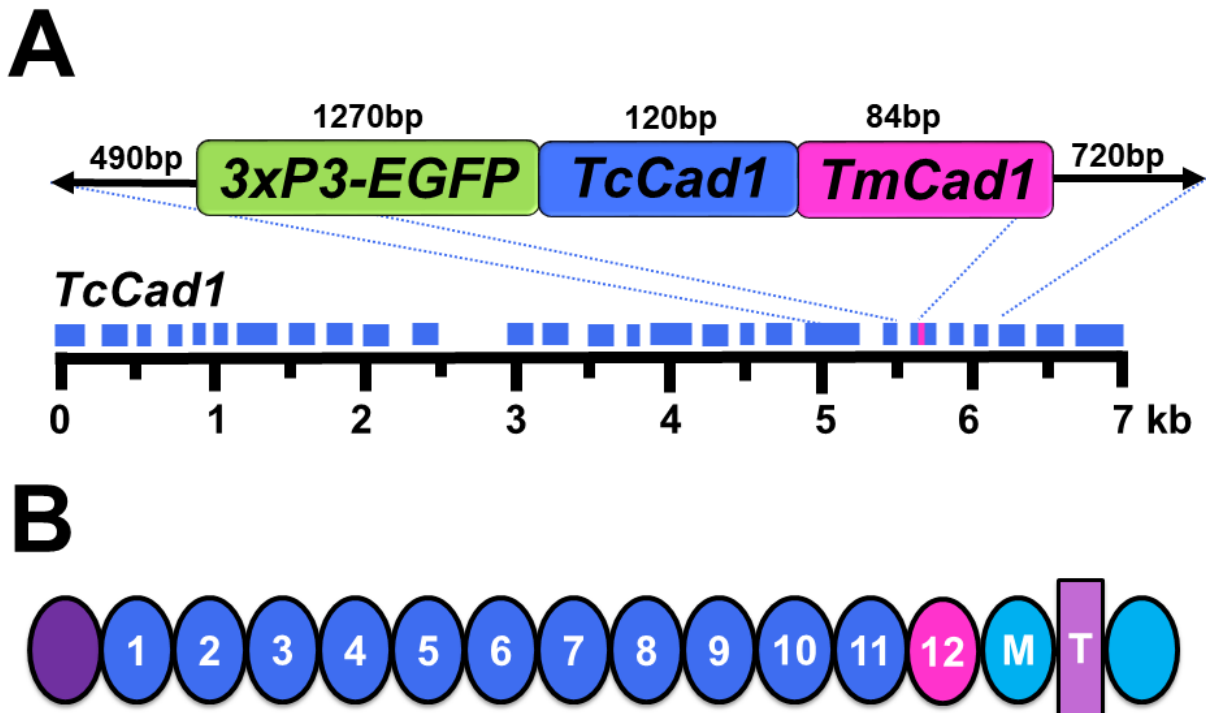 A
1270bp 120bp 84bp
490bp 3xP3-EGFP TcCad1 TmCad1 720bp
TcCad1
0 1 2 3 4 5 6 7 kb
B
1 2 3 4 5 6 7 8 9 10 11 12 M T